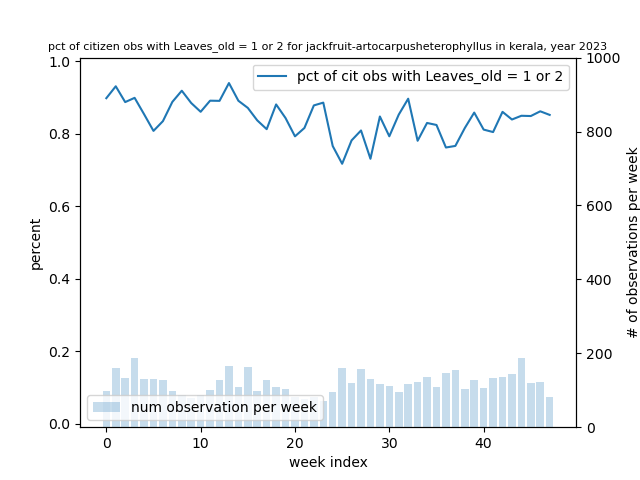 pct of citizen obs with Leaves_old = 1 or 2 for jackfruit-artocarpusheterophyllus in kerala, year 2023
pct of cit obs with Leaves_old = 1 or 2
1.0
0.8
0.6
0.4
0.2
0.0
percent
1000
800
600
400
200
0
# of observations per week
num observation per week
0 10 20 30 40
week index